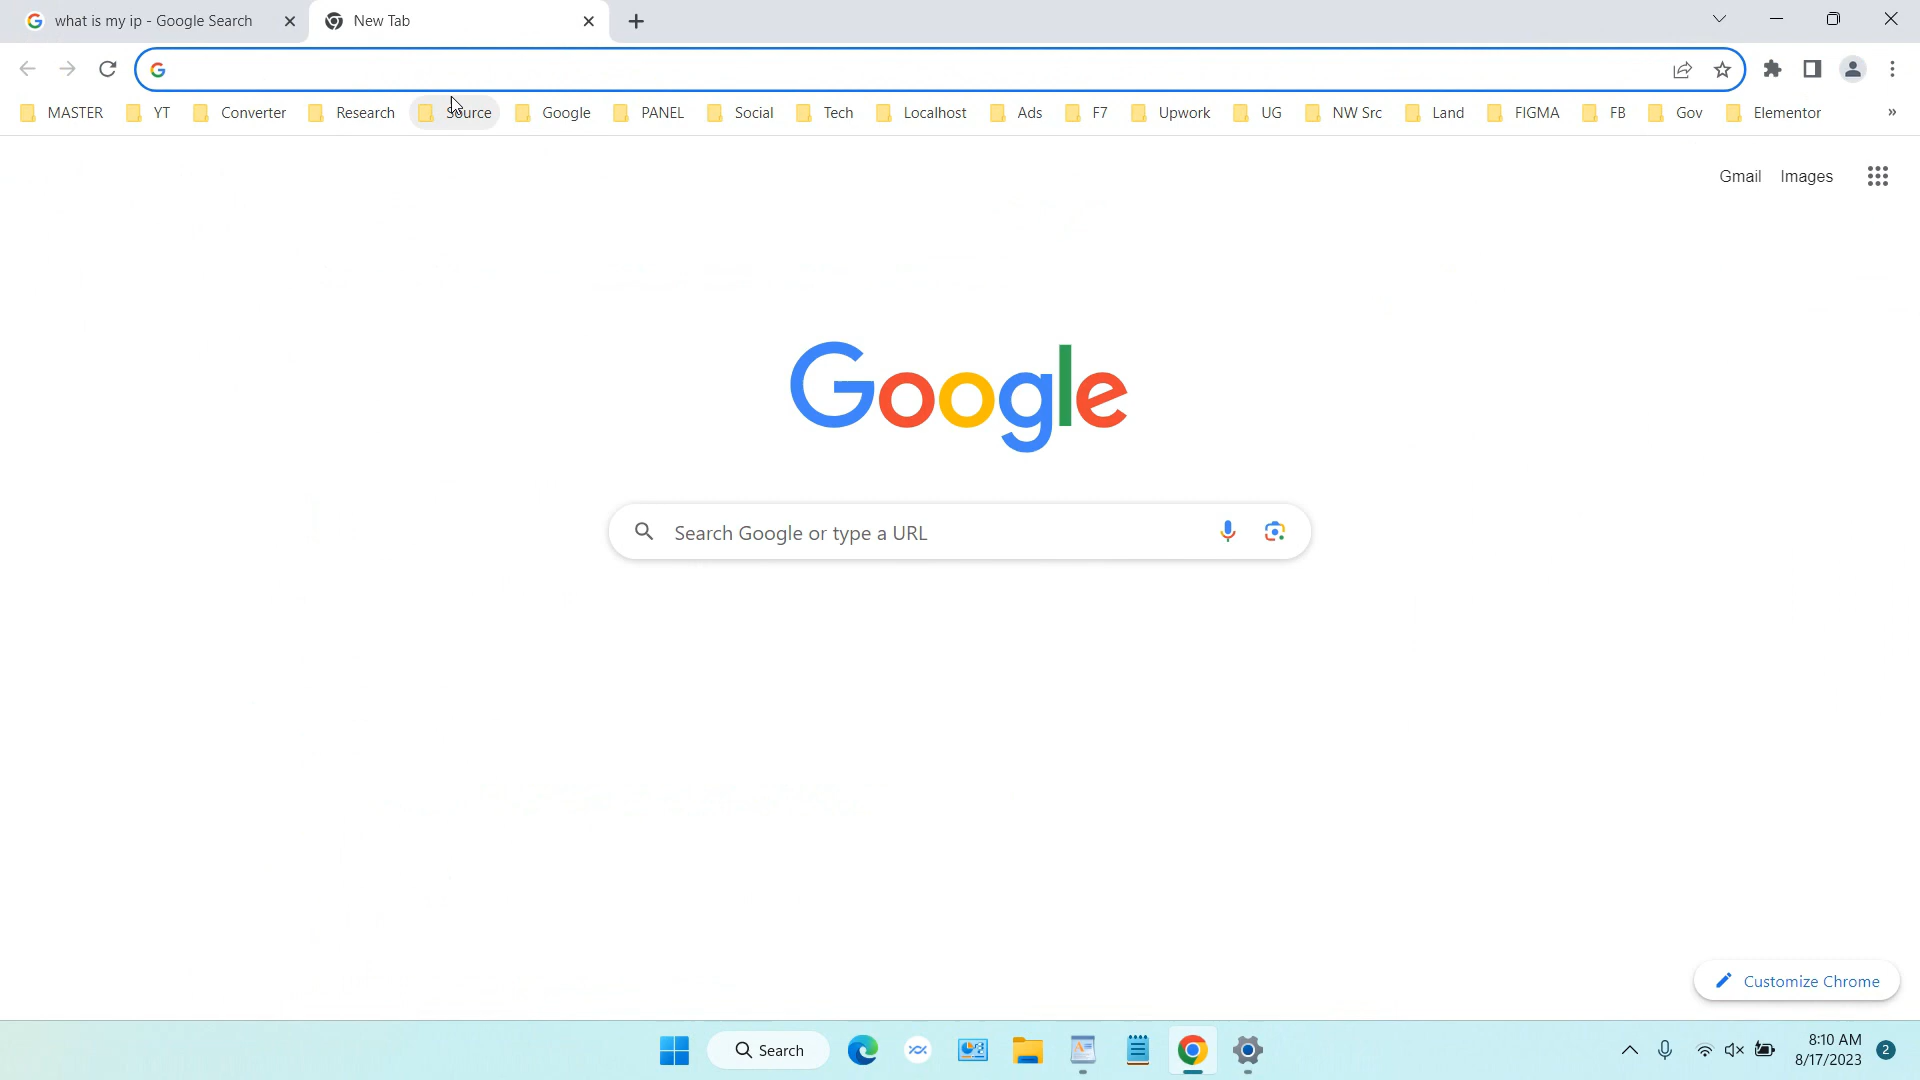 what is my ip - Google Search
New Tab
MASTER YT Converter Research Source Google PANEL Social Tech Localhost Ads F7 Upwork UG NW Src Land FIGMA FB Gov Elementor »
Gmail Images
Google
Search Google or type a URL
Customize Chrome
Search
8:10 AM
8/17/2023
2